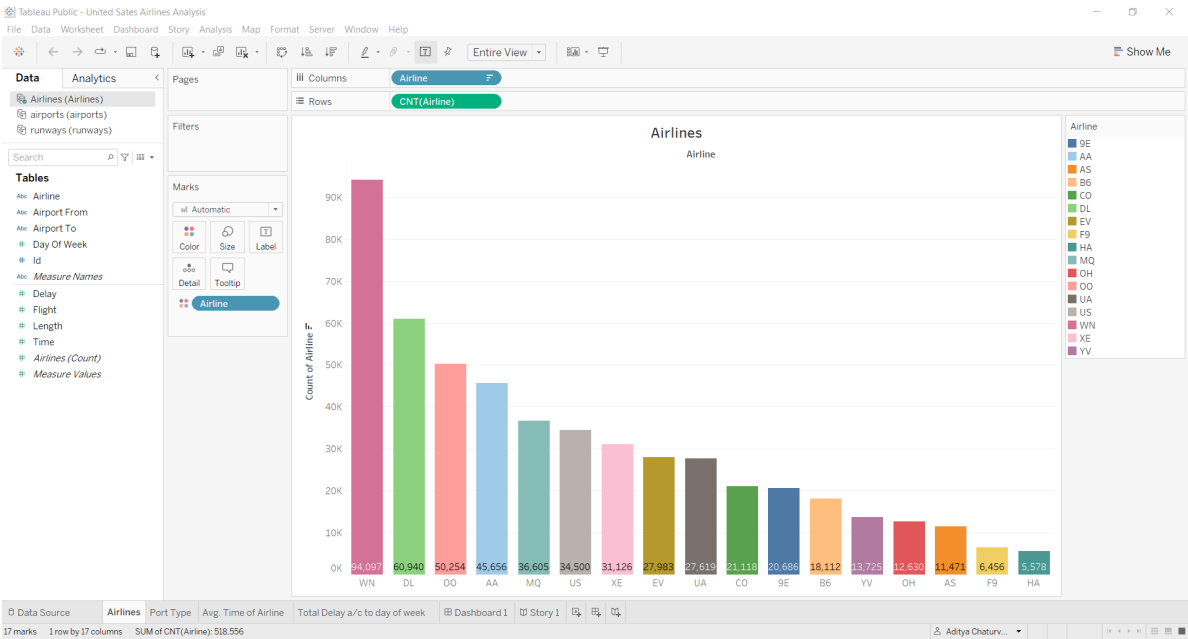 Tableau Public - United Sates Airlines Analysis
File Data Worksheet Dashboard Story Analysis Map Format Server Window Help
Entire View
Show Me
Data Analytics
Airlines (Airlines)
airports (airports)
runways (runways)
Search
Tables
Abc Airline
Abc Airport From
Abc Airport To
# Day Of Week
# Id
Abc Measure Names
# Delay
# Flight
# Length
# Time
# Airlines (Count)
# Measure Values
Pages
Filters
Marks
Automatic
Color Size Label
Detail Tooltip
Airline
Columns Airline
Rows CNT(Airline)
Airlines
Airline
Count of Airline
90K
80K
70K
60K
50K
40K
30K
20K
10K
0K
94,097 60,940 50,254 45,656 36,605 34,500 31,126 27,983 27,619 21,118 20,686 18,112 13,725 12,630 11,471 6,456 5,578
WN DL OO AA MQ US XE EV UA CO 9E B6 YV OH AS F9 HA
Airline
9E
AA
AS
B6
CO
DL
EV
F9
HA
MQ
OH
OO
UA
US
WN
XE
YV
Data Source Airlines Port Type Avg. Time of Airline Total Delay a/c to day of week Dashboard 1 Story 1
17 marks 1 row by 17 columns SUM of CNT(Airline): 518,556
Aditya Chaturv...